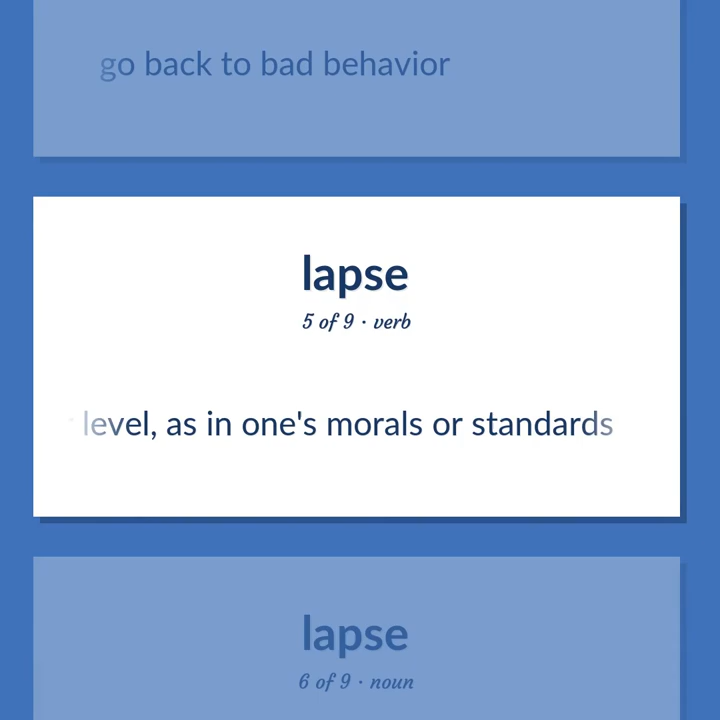 go back to bad behavior
lapse
5 of 9 · verb
level, as in one's morals or standards
lapse
6 of 9 · noun